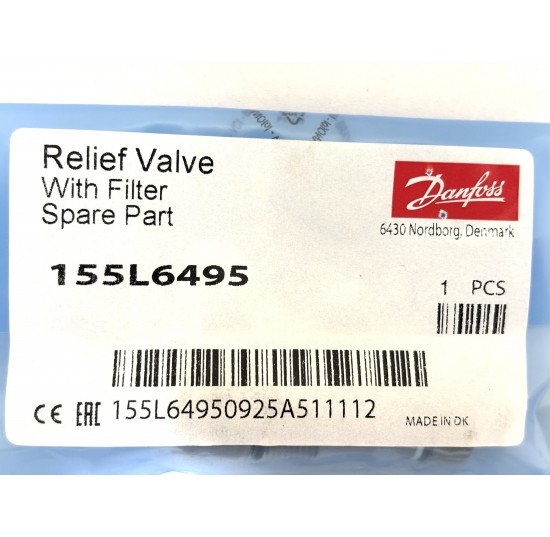 Relief Valve
With Filter
Spare Part
Danfoss
6430 Nordborg, Denmark
155L6495
1 PCS
CE EAC 155L64950925A511112
MADE IN DK